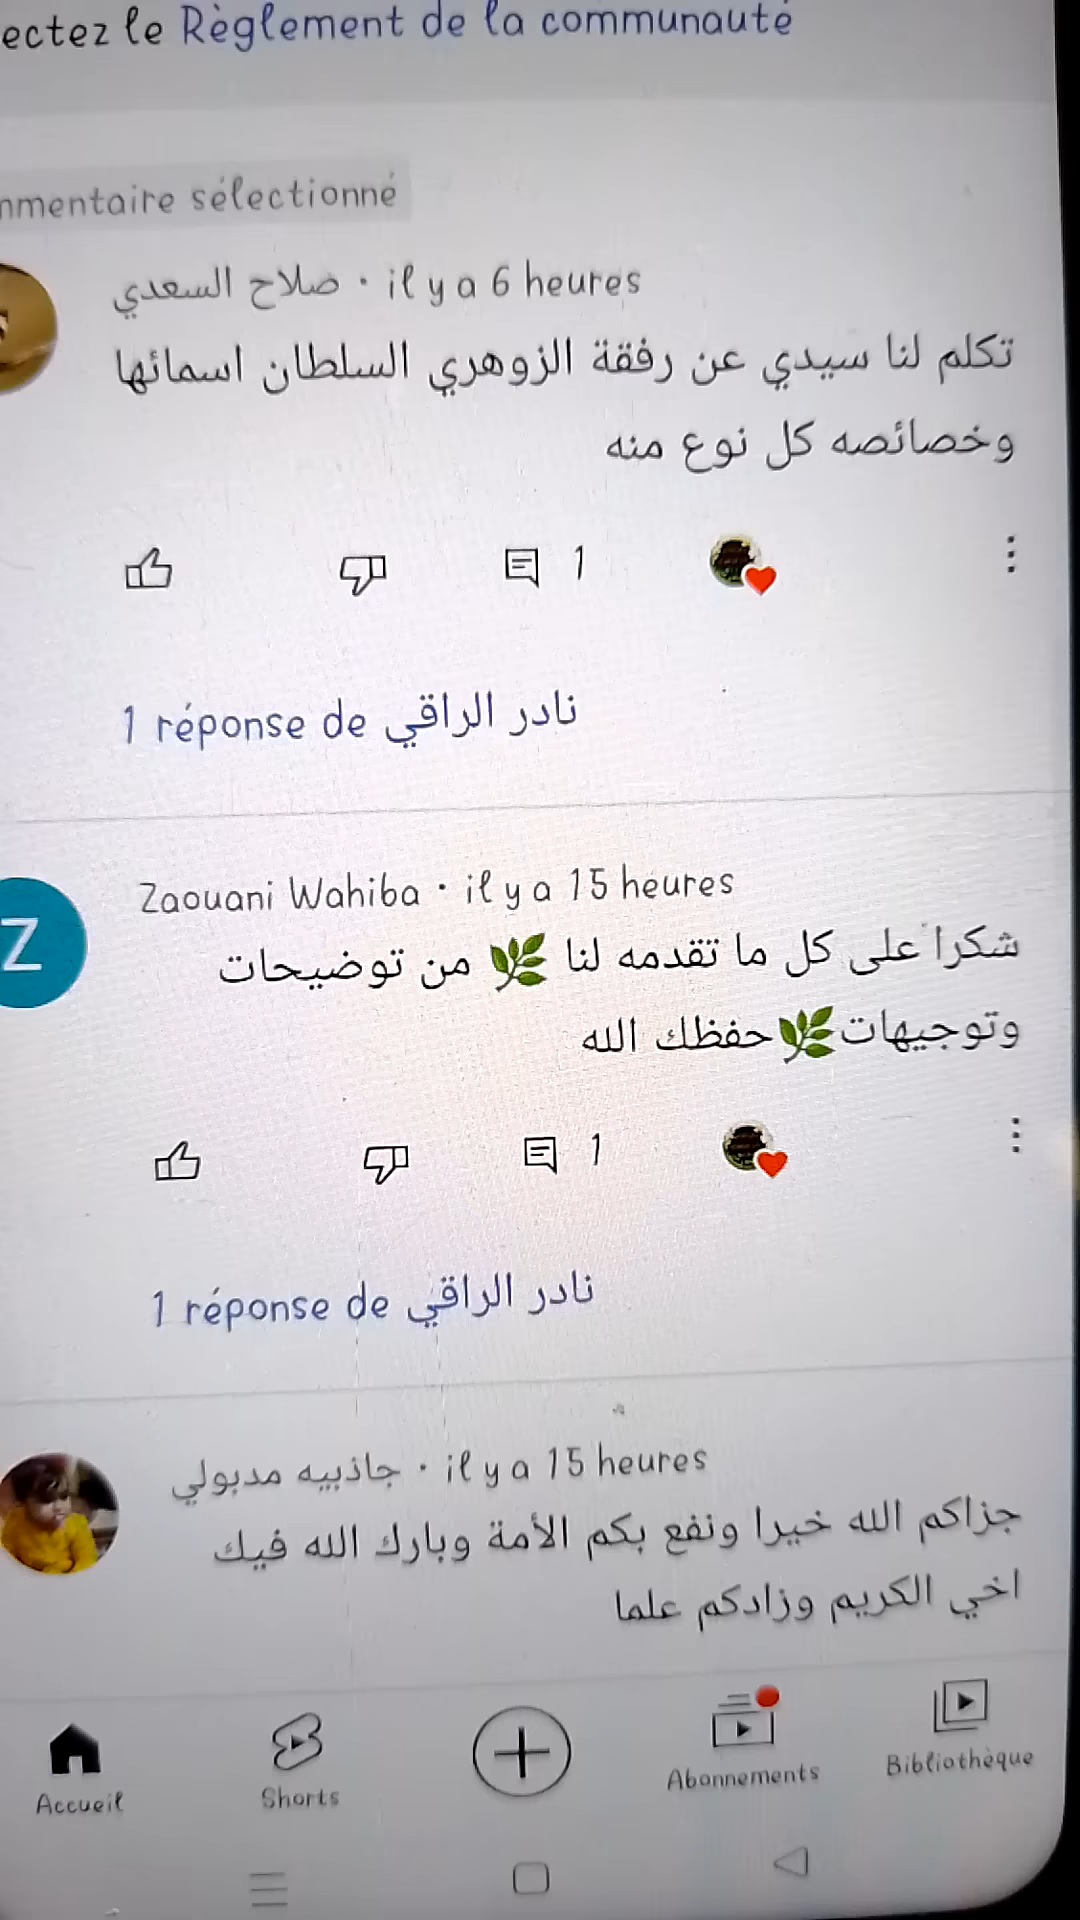 ectez le Règlement de la communauté
mmentaire sélectionné
صلاح السعدي · il y a 6 heures
تكلم لنا سيدي عن رفقة الزوهري السلطان اسمائها
وخصائصه كل نوع منه
1
1 réponse de نادر الراقي
Z
Zaouani Wahiba · il y a 15 heures
شكرا على كل ما تقدمه لنا 🌿 من توضيحات
وتوجيهات🌿حفظك الله
1
1 réponse de نادر الراقي
جاذبيه مدبولي · il y a 15 heures
جزاكم الله خيرا ونفع بكم الأمة وبارك الله فيك
اخي الكريم وزادكم علما
Accueil
Shorts
Abonnements
Bibliothèque